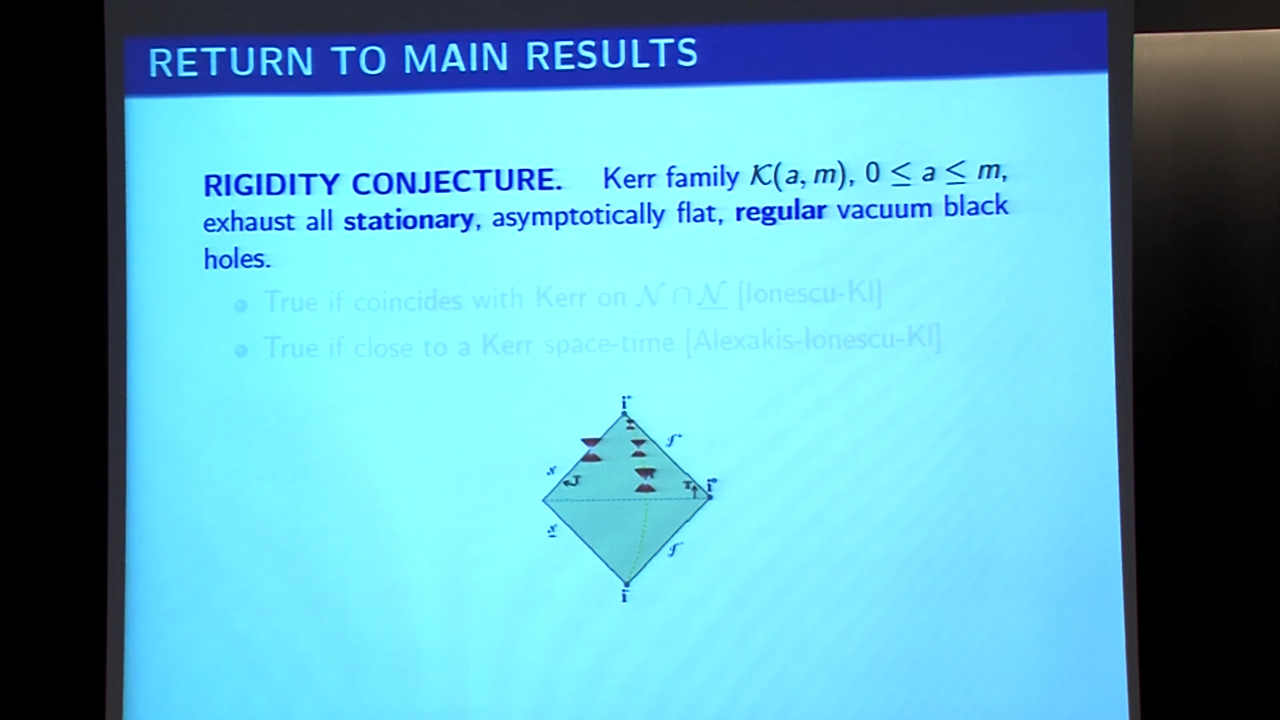 RETURN TO MAIN RESULTS
RIGIDITY CONJECTURE. Kerr family 𝒦(a, m), 0 ≤ a ≤ m,
exhaust all stationary, asymptotically flat, regular vacuum black
holes.
• True if coincides with Kerr on 𝒩 ∩ 𝒩̲ [Ionescu-Kl]
• True if close to a Kerr space-time [Alexakis-Ionescu-Kl]